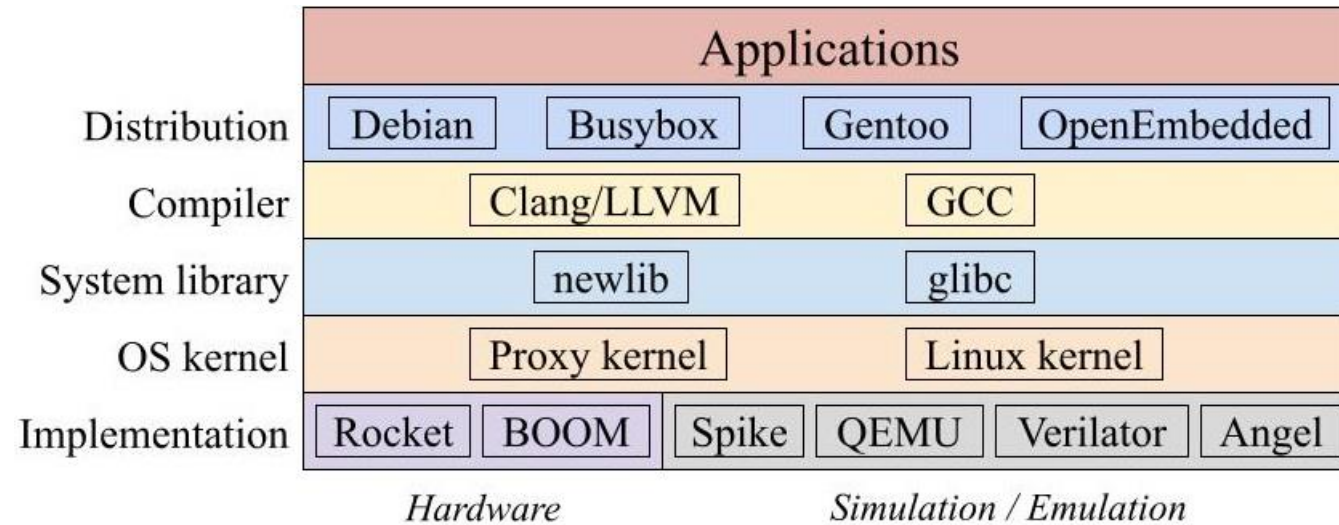 Applications
Distribution Debian Busybox Gentoo OpenEmbedded
Compiler Clang/LLVM GCC
System library newlib glibc
OS kernel Proxy kernel Linux kernel
Implementation Rocket BOOM Spike QEMU Verilator Angel
Hardware Simulation / Emulation